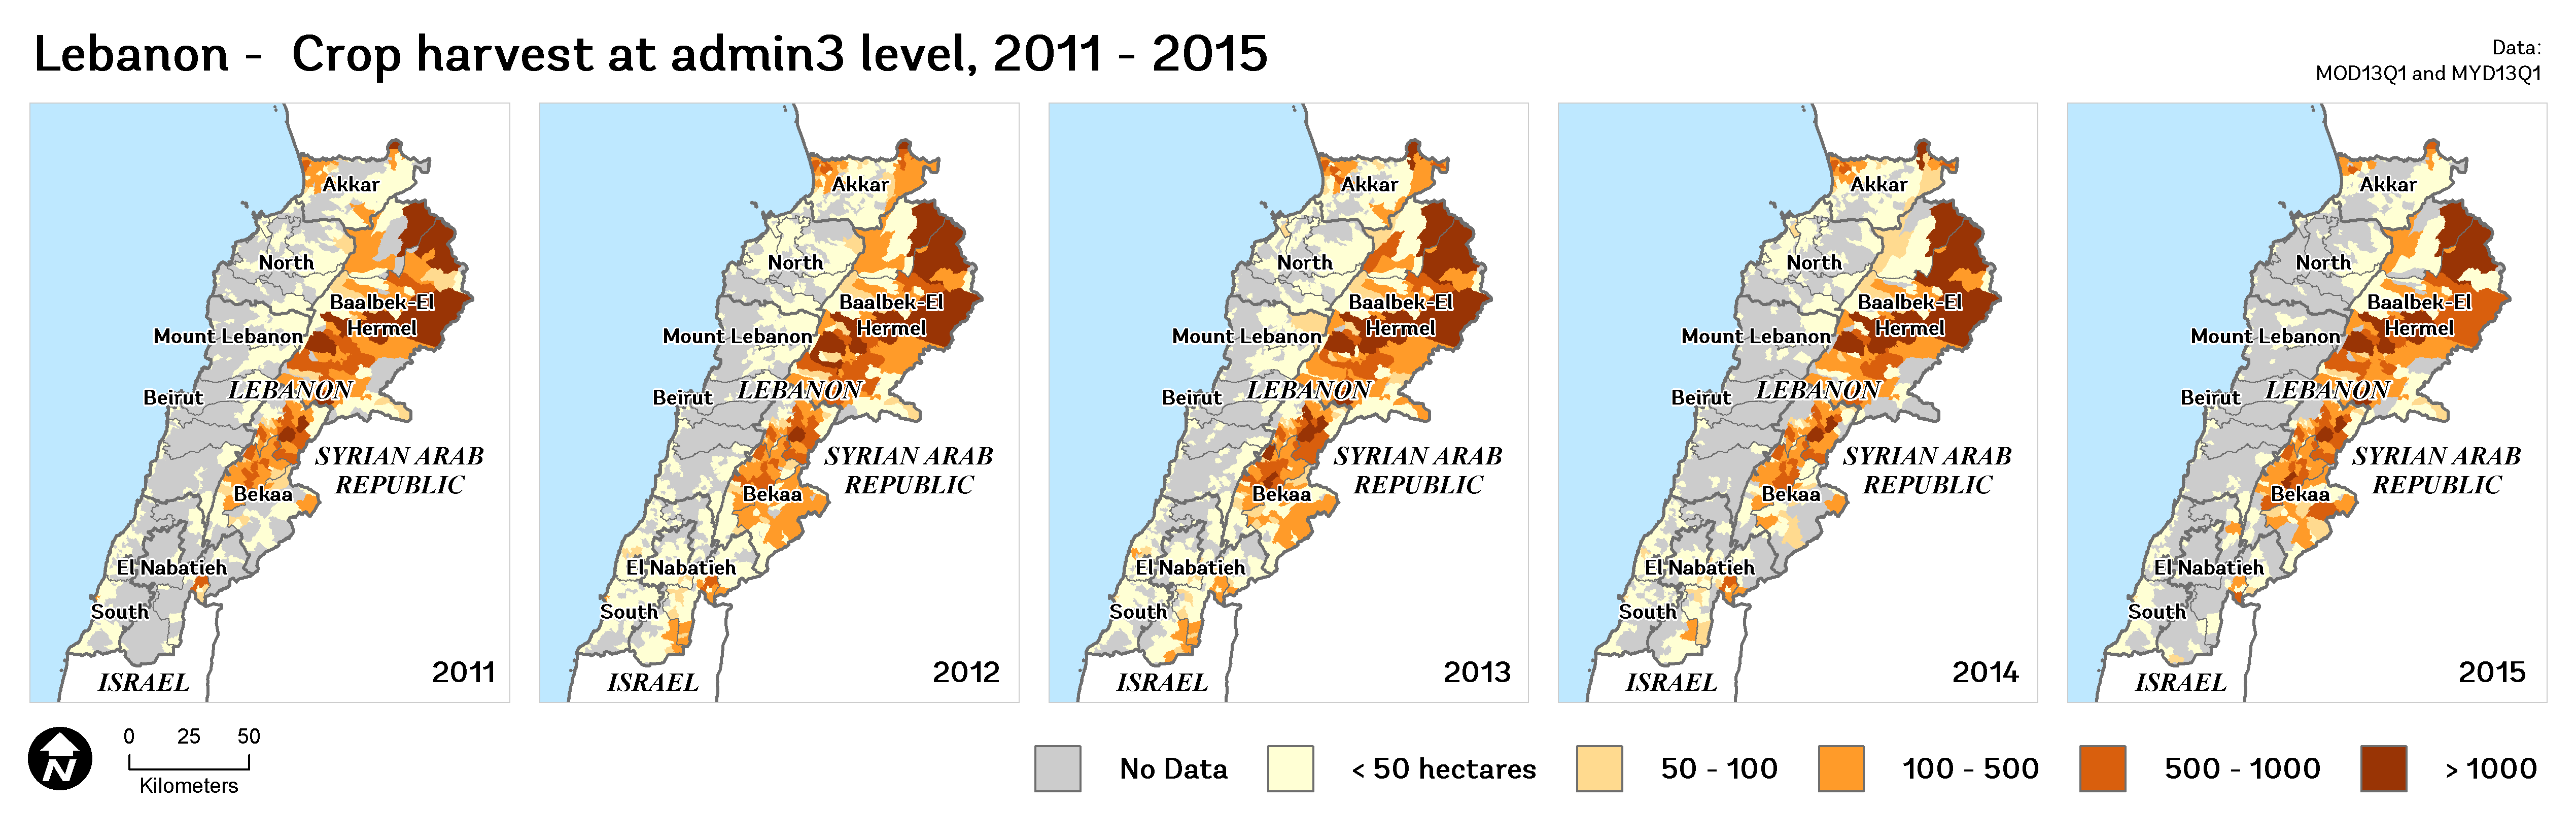 Lebanon - Crop harvest at admin3 level, 2011 - 2015
Data:
MOD13Q1 and MYD13Q1
Akkar
North
Baalbek-El
Hermel
Mount Lebanon
LEBANON
Beirut
SYRIAN ARAB
REPUBLIC
Bekaa
El Nabatieh
South
ISRAEL
2011
Akkar
North
Baalbek-El
Hermel
Mount Lebanon
LEBANON
Beirut
SYRIAN ARAB
REPUBLIC
Bekaa
El Nabatieh
South
ISRAEL
2012
Akkar
North
Baalbek-El
Hermel
Mount Lebanon
LEBANON
Beirut
SYRIAN ARAB
REPUBLIC
Bekaa
El Nabatieh
South
ISRAEL
2013
Akkar
North
Baalbek-El
Hermel
Mount Lebanon
LEBANON
Beirut
SYRIAN ARAB
REPUBLIC
Bekaa
El Nabatieh
South
ISRAEL
2014
Akkar
North
Baalbek-El
Hermel
Mount Lebanon
LEBANON
Beirut
SYRIAN ARAB
REPUBLIC
Bekaa
El Nabatieh
South
ISRAEL
2015
N
0 25 50
Kilometers
No Data
< 50 hectares
50 - 100
100 - 500
500 - 1000
> 1000